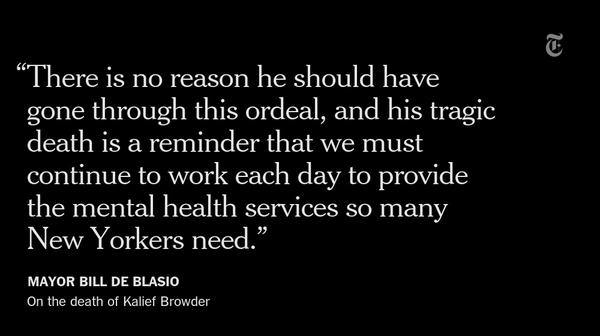 “There is no reason he should have
gone through this ordeal, and his tragic
death is a reminder that we must
continue to work each day to provide
the mental health services so many
New Yorkers need.”
MAYOR BILL DE BLASIO
On the death of Kalief Browder